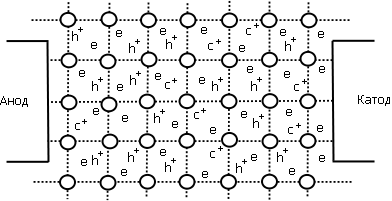 h⁺ e e h⁺ e h⁺ e c⁺ e c⁺ e h⁺ e
e h⁺ e h⁺ e c⁺ e h⁺ e h⁺ e c⁺ e
Анод
Катод
c⁺ e e h⁺ e c⁺ e e h⁺ e c⁺ e
e h⁺ e h⁺ e h⁺ e c⁺ h⁺ e h⁺ e e